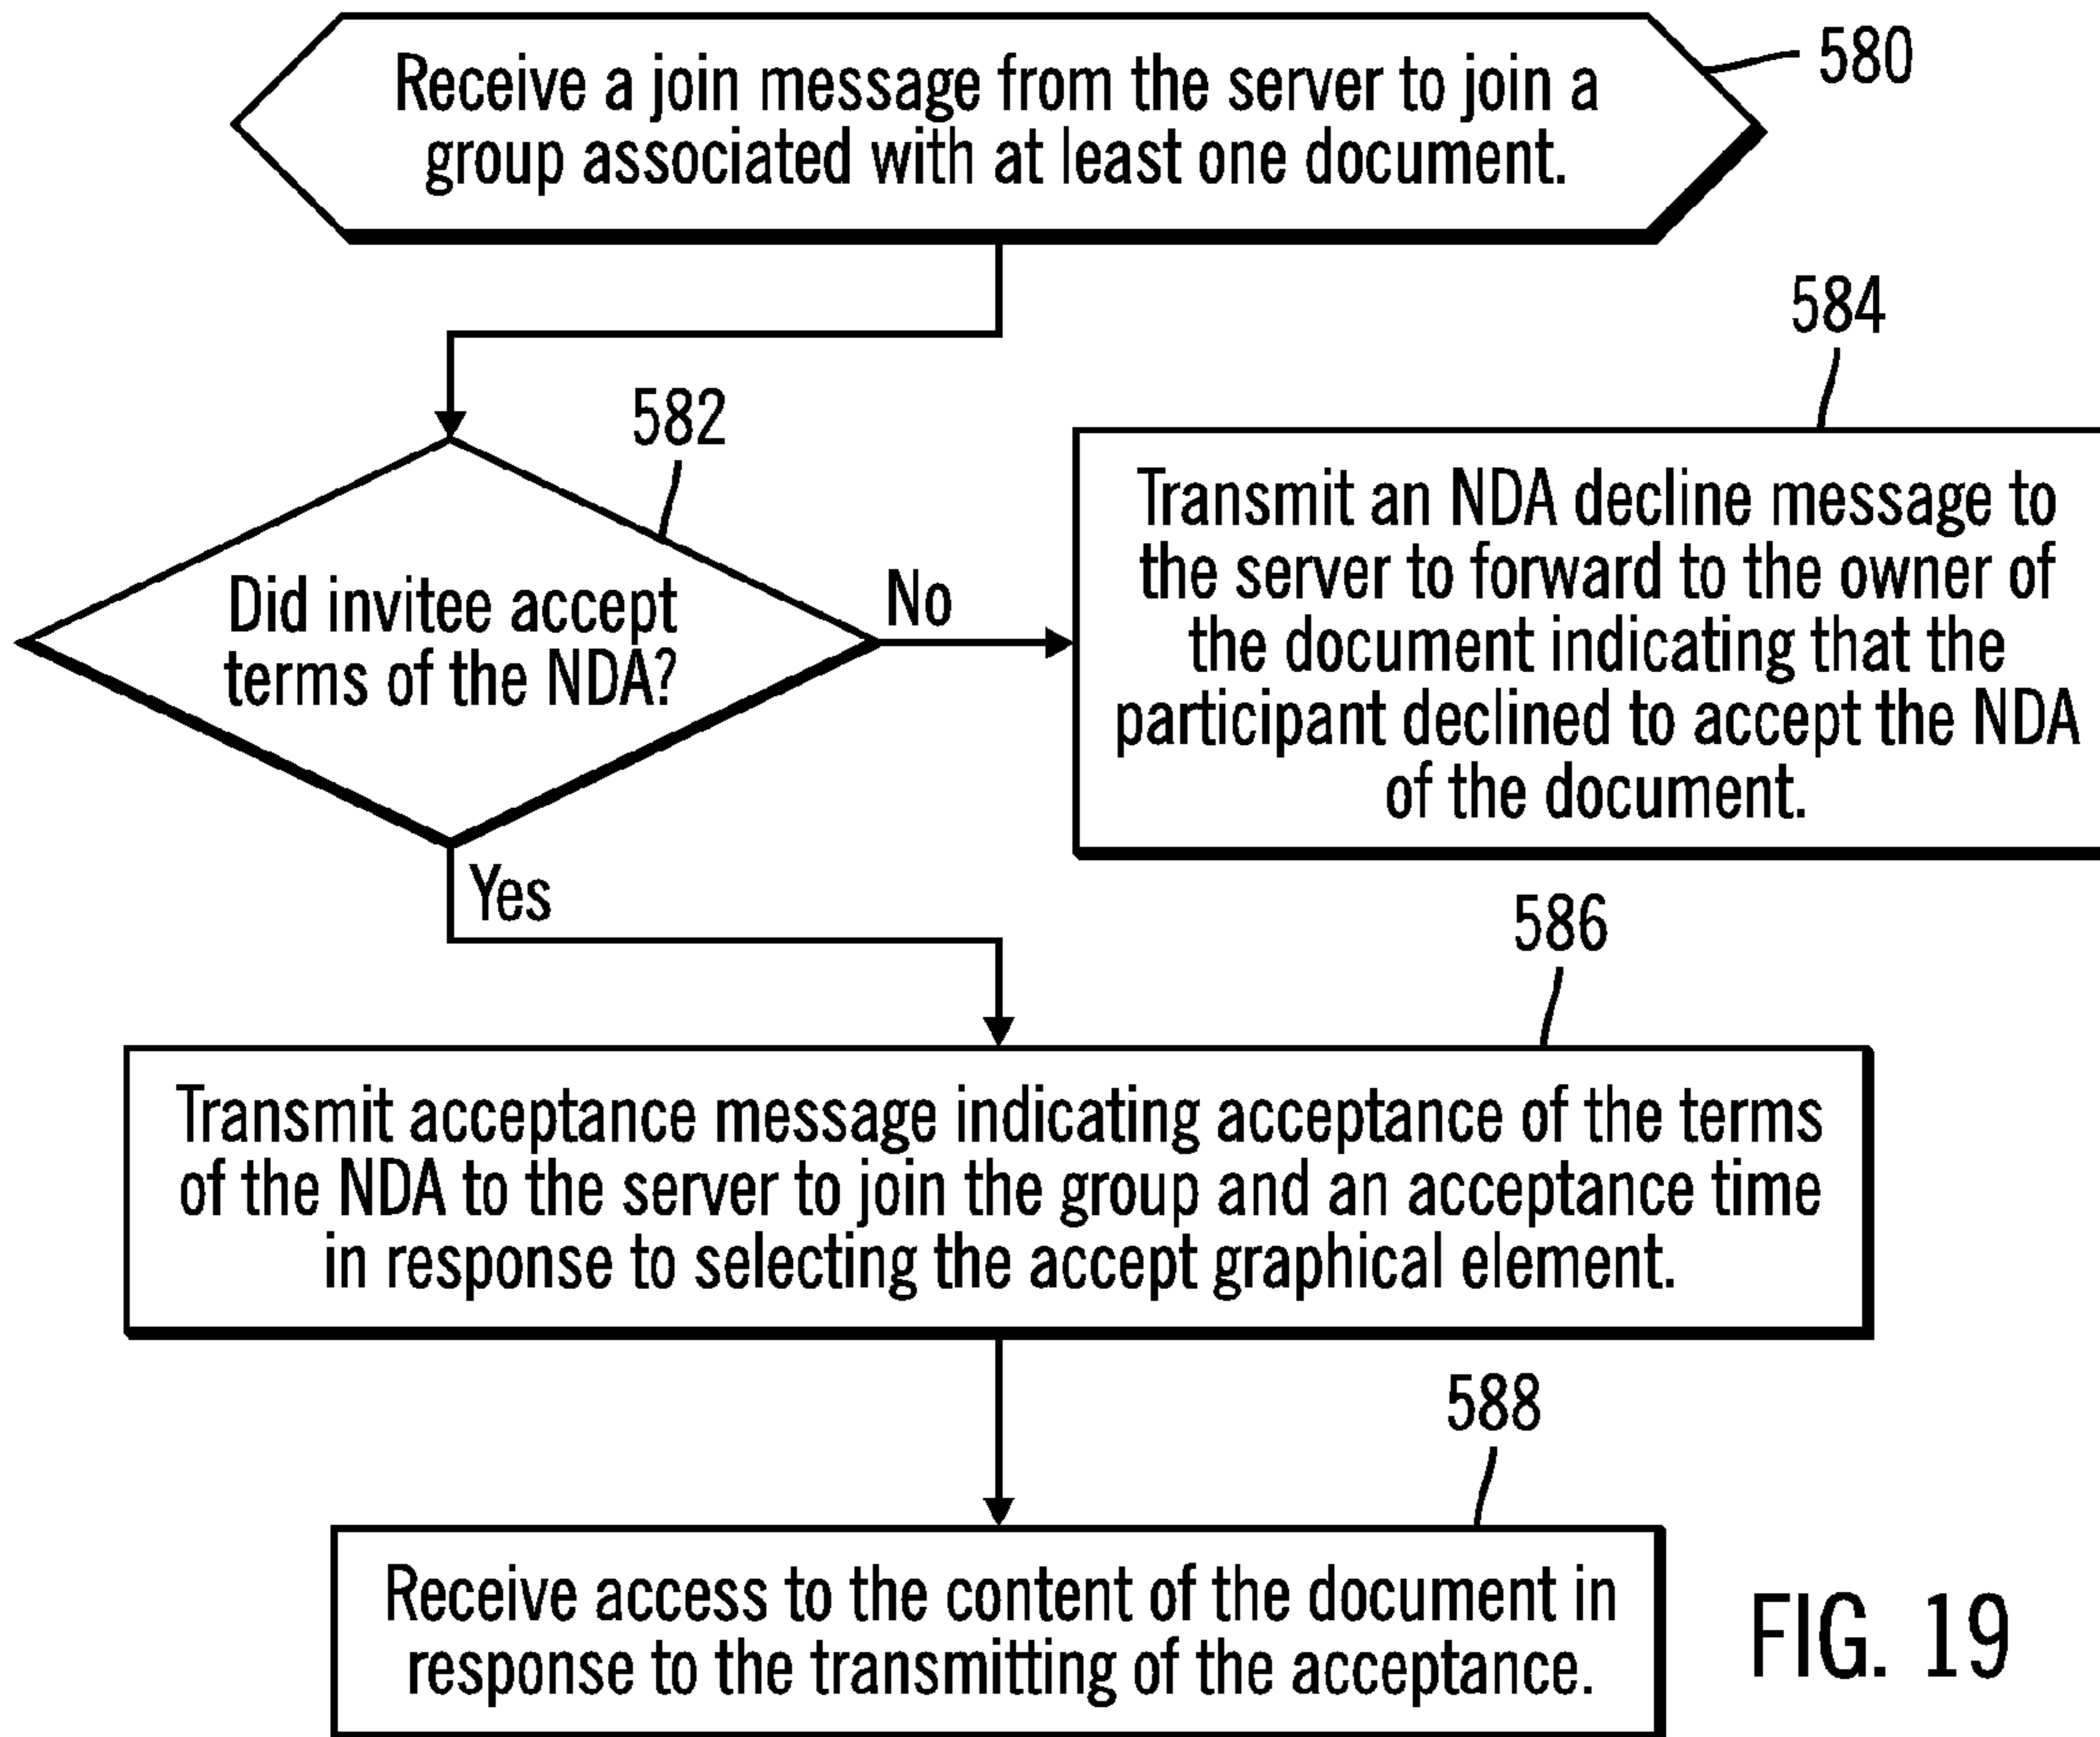 Receive a join message from the server to join a
group associated with at least one document.
580
584
582
Did invitee accept
terms of the NDA?
No
Transmit an NDA decline message to
the server to forward to the owner of
the document indicating that the
participant declined to accept the NDA
of the document.
Yes
586
Transmit acceptance message indicating acceptance of the terms
of the NDA to the server to join the group and an acceptance time
in response to selecting the accept graphical element.
588
Receive access to the content of the document in
response to the transmitting of the acceptance.
FIG. 19